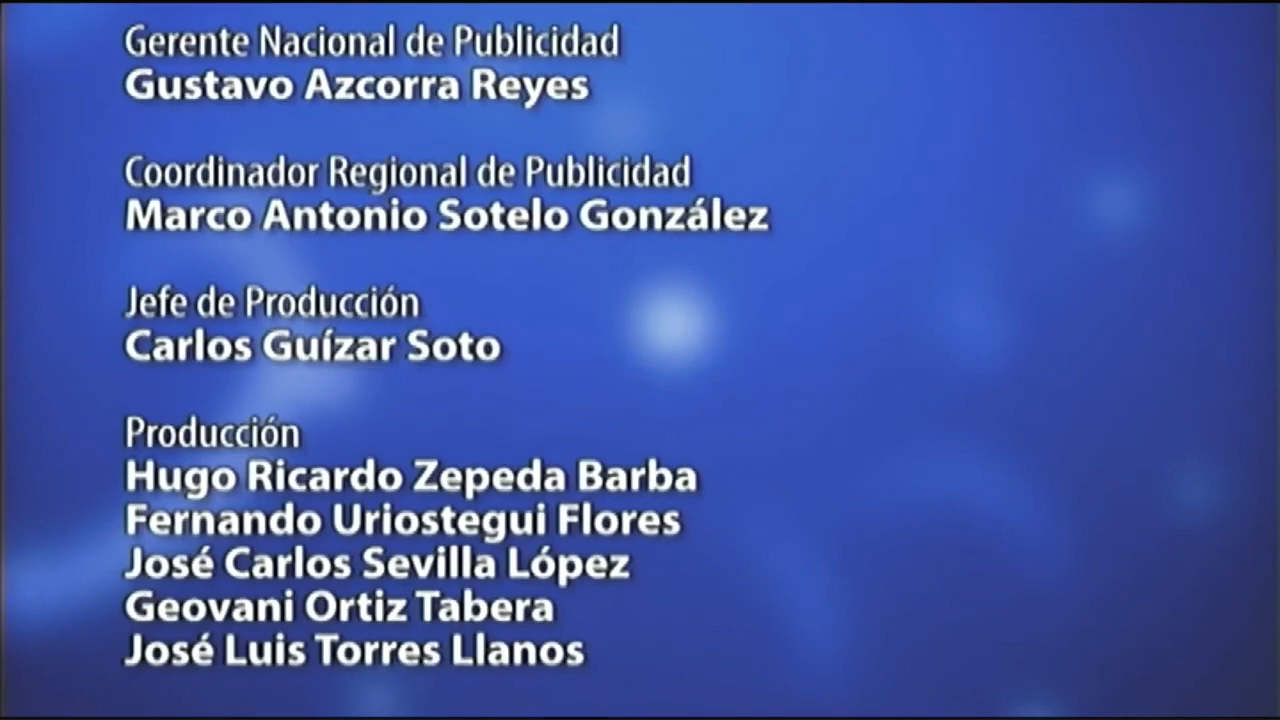 Gerente Nacional de Publicidad
Gustavo Azcorra Reyes
Coordinador Regional de Publicidad
Marco Antonio Sotelo González
Jefe de Producción
Carlos Guízar Soto
Producción
Hugo Ricardo Zepeda Barba
Fernando Uriostegui Flores
José Carlos Sevilla López
Geovani Ortiz Tabera
José Luis Torres Llanos